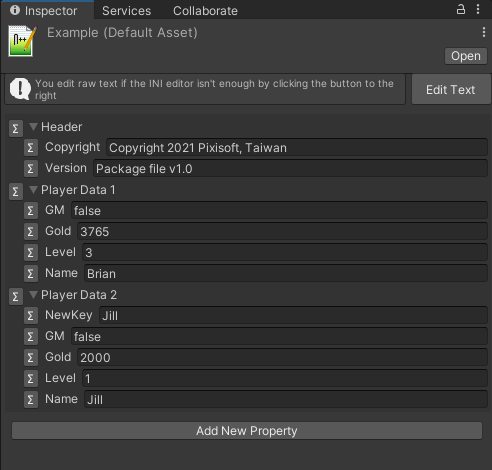 Inspector
Services
Collaborate
Example (Default Asset)
Open
You edit raw text if the INI editor isn't enough by clicking the button to the
right
Edit Text
Σ Header
Σ Copyright Copyright 2021 Pixisoft, Taiwan
Σ Version Package file v1.0
Σ Player Data 1
Σ GM false
Σ Gold 3765
Σ Level 3
Σ Name Brian
Σ Player Data 2
Σ NewKey Jill
Σ GM false
Σ Gold 2000
Σ Level 1
Σ Name Jill
Add New Property